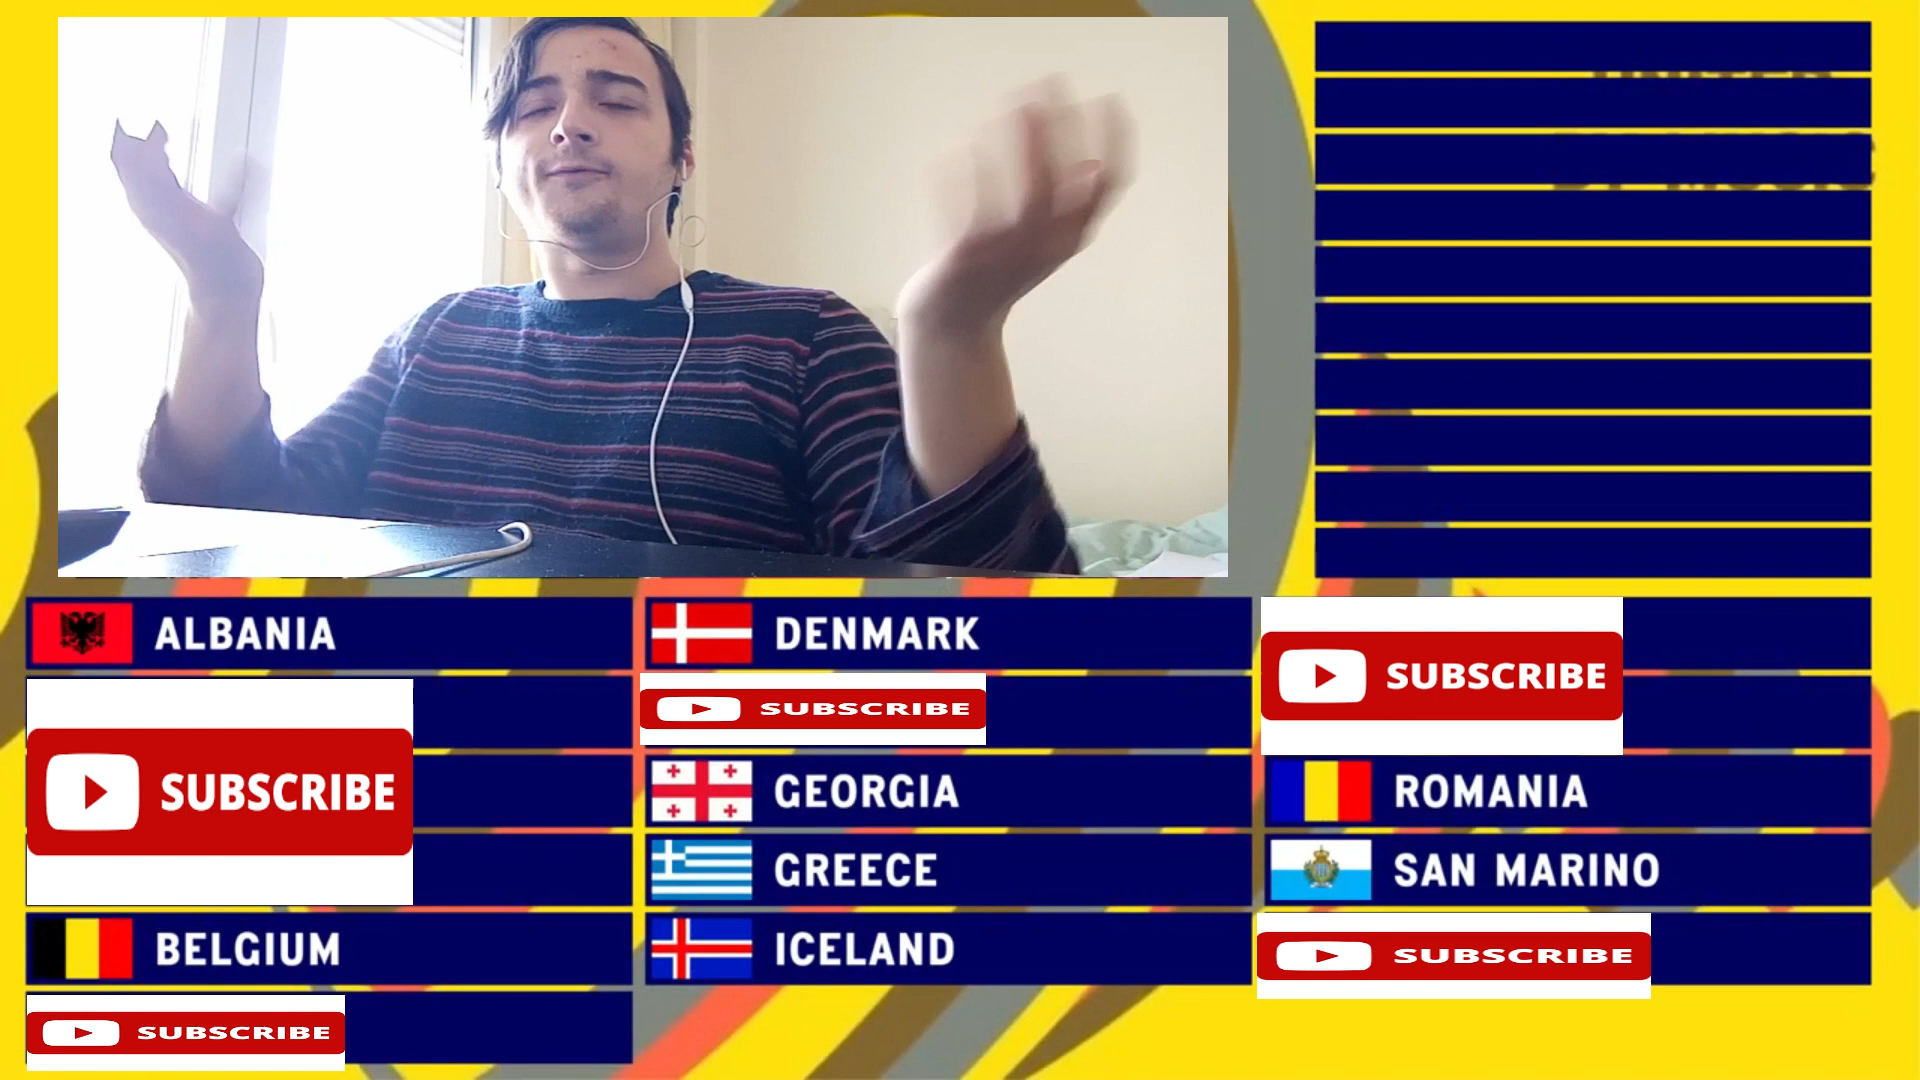 ALBANIA
DENMARK
SUBSCRIBE
SUBSCRIBE
SUBSCRIBE
GEORGIA
ROMANIA
GREECE
SAN MARINO
BELGIUM
ICELAND
SUBSCRIBE
SUBSCRIBE